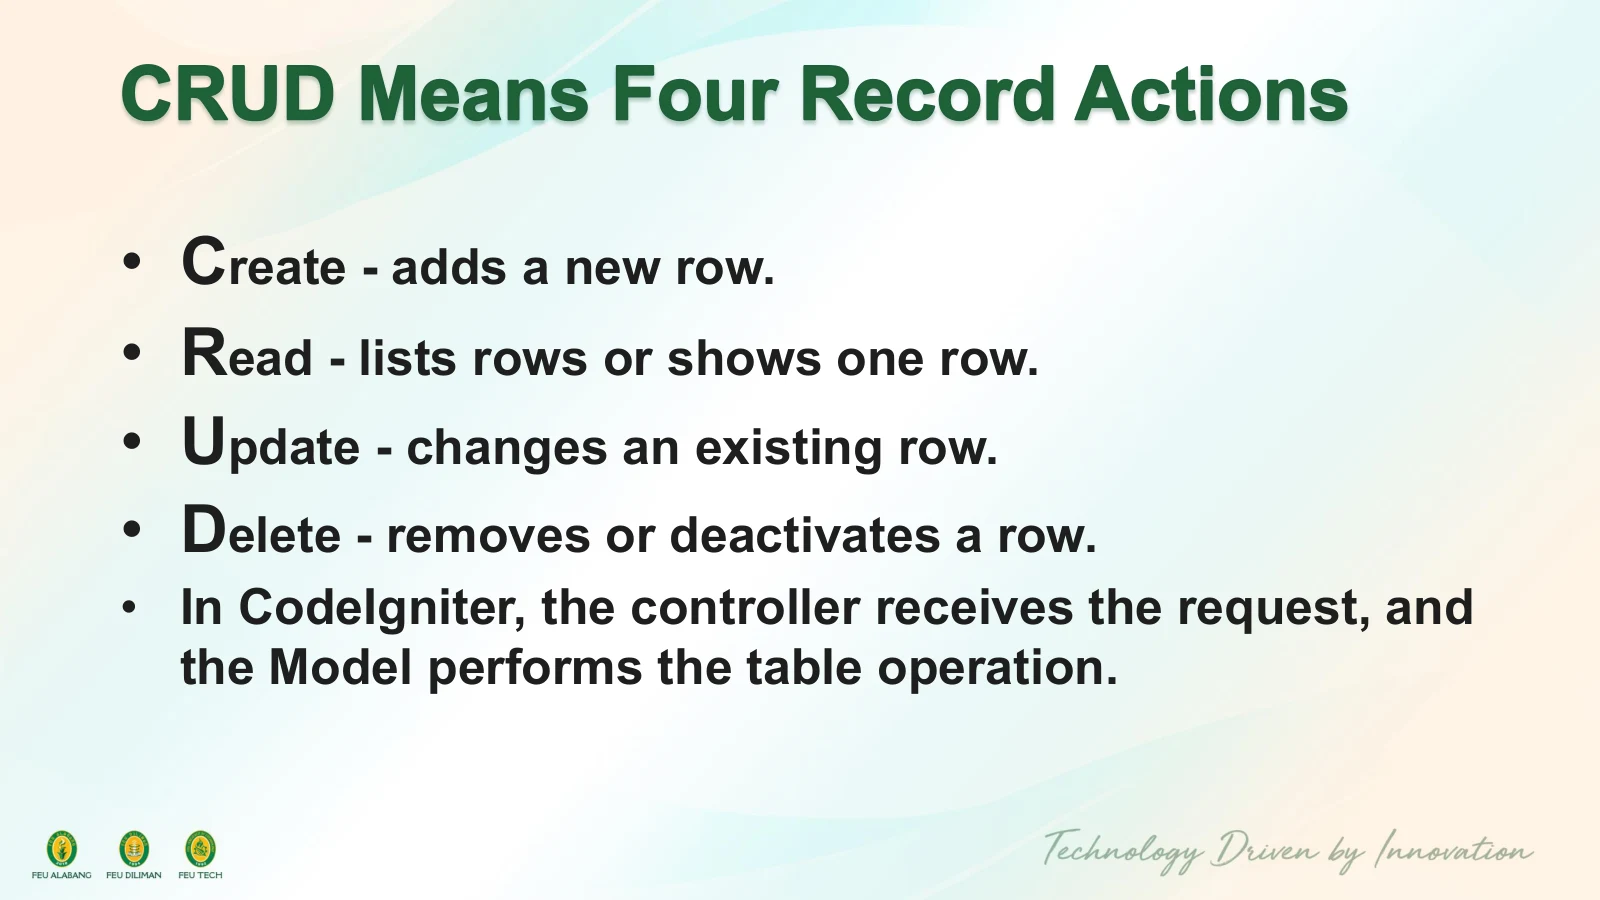 CRUD Means Four Record Actions
• Create - adds a new row.
• Read - lists rows or shows one row.
• Update - changes an existing row.
• Delete - removes or deactivates a row.
• In CodeIgniter, the controller receives the request, and
the Model performs the table operation.
FEU ALABANG FEU DILIMAN FEU TECH
Technology Driven by Innovation